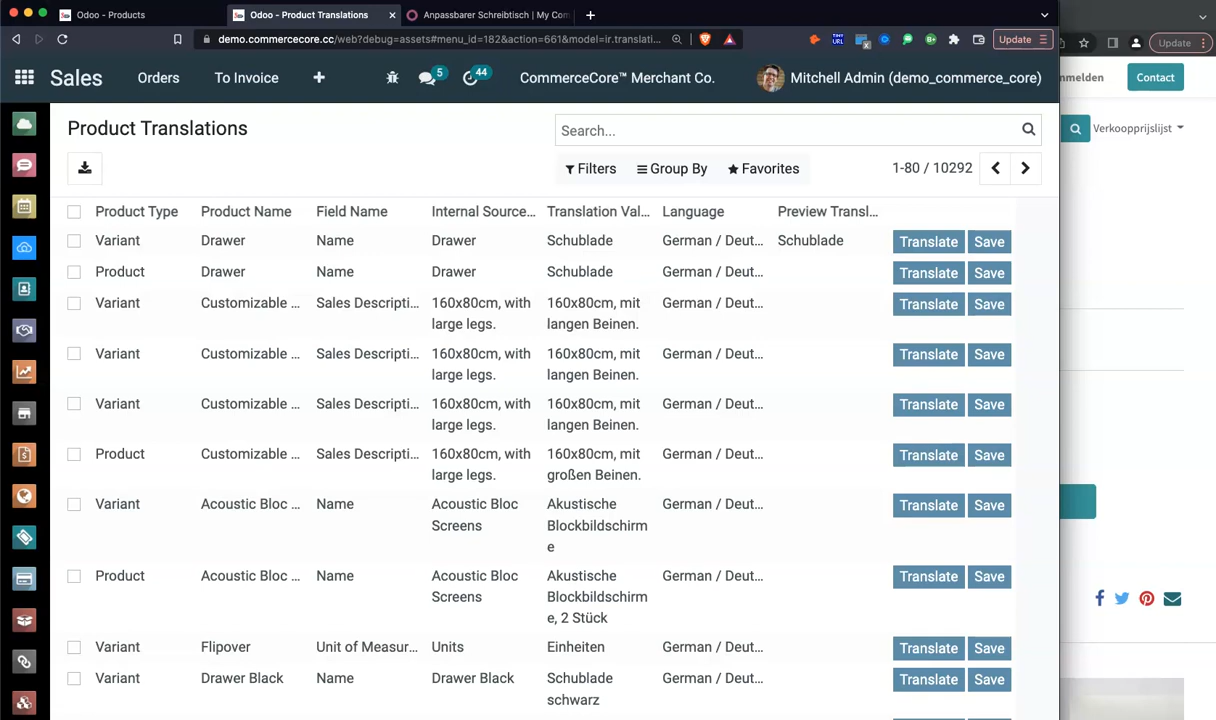 Odoo - Products
Odoo - Product Translations
Anpassbarer Schreibtisch | My Com
demo.commercecore.cc/web?debug=assets#menu_id=182&action=661&model=ir.translati...
TINY
URL
Update
Update
Sales
Orders
To Invoice
5
44
CommerceCore™ Merchant Co.
Mitchell Admin (demo_commerce_core)
nmelden
Contact
Verkoopprijslijst
Product Translations
Search...
Filters
Group By
Favorites
1-80 / 10292
Product Type Product Name Field Name Internal Source... Translation Val... Language Preview Transl...
Variant Drawer Name Drawer Schublade German / Deut... Schublade Translate Save
Product Drawer Name Drawer Schublade German / Deut... Translate Save
Variant Customizable ... Sales Descripti... 160x80cm, with 160x80cm, mit German / Deut... Translate Save
large legs. langen Beinen.
Variant Customizable ... Sales Descripti... 160x80cm, with 160x80cm, mit German / Deut... Translate Save
large legs. langen Beinen.
Variant Customizable ... Sales Descripti... 160x80cm, with 160x80cm, mit German / Deut... Translate Save
large legs. langen Beinen.
Product Customizable ... Sales Descripti... 160x80cm, with 160x80cm, mit German / Deut... Translate Save
large legs. großen Beinen.
Variant Acoustic Bloc ... Name Acoustic Bloc Akustische German / Deut... Translate Save
Screens Blockbildschirm
e
Product Acoustic Bloc ... Name Acoustic Bloc Akustische German / Deut... Translate Save
Screens Blockbildschirm
e, 2 Stück
Variant Flipover Unit of Measur... Units Einheiten German / Deut... Translate Save
Variant Drawer Black Name Drawer Black Schublade German / Deut... Translate Save
schwarz